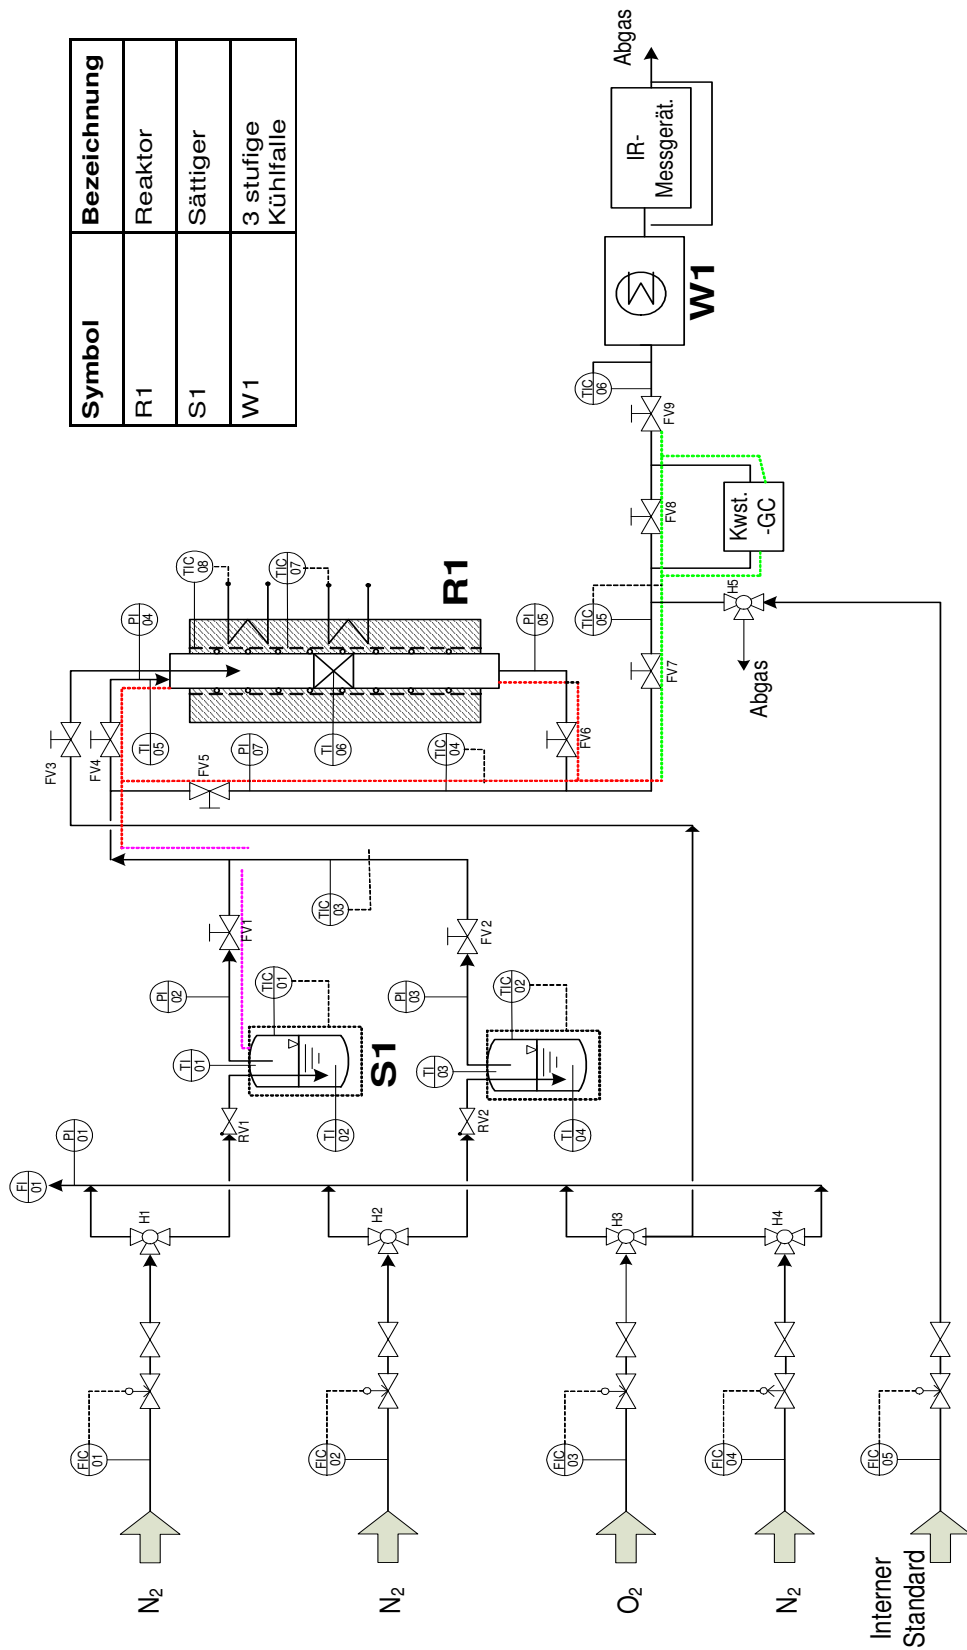 Symbol
Bezeichnung
R1
Reaktor
S1
Sättiger
W1
3 stufige
Kühlfalle
N2
FIC
01
H1
FI
01
PI
01
RV1
TI
01
TI
02
S1
TIC
01
PI
02
FV1
N2
FIC
02
H2
RV2
TI
03
TI
04
TIC
02
PI
03
FV2
TIC
03
O2
FIC
03
H3
N2
FIC
04
H4
Interner
Standard
FIC
05
H5
Abgas
FV3
FV4
FV5
TI
05
PI
04
PI
07
TI
06
TIC
04
TIC
08
TIC
07
R1
PI
05
FV6
FV7
TIC
05
FV8
Kwst.
-GC
FV9
TIC
06
W1
IR-
Messgerät.
Abgas